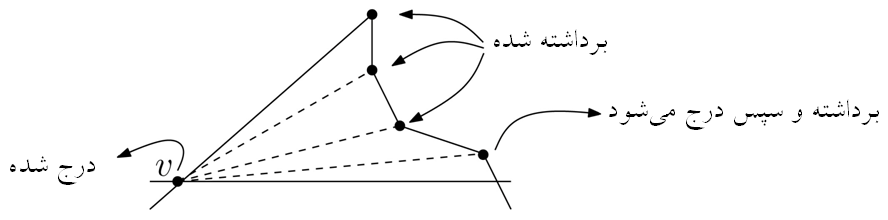 برداشته شده
برداشته و سپس درج می‌شود
درج شده
v